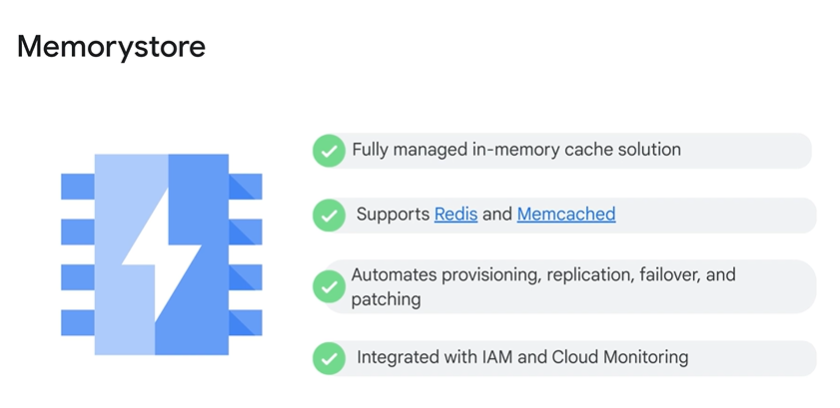 Memorystore
Fully managed in-memory cache solution
Supports Redis and Memcached
Automates provisioning, replication, failover, and
patching
Integrated with IAM and Cloud Monitoring